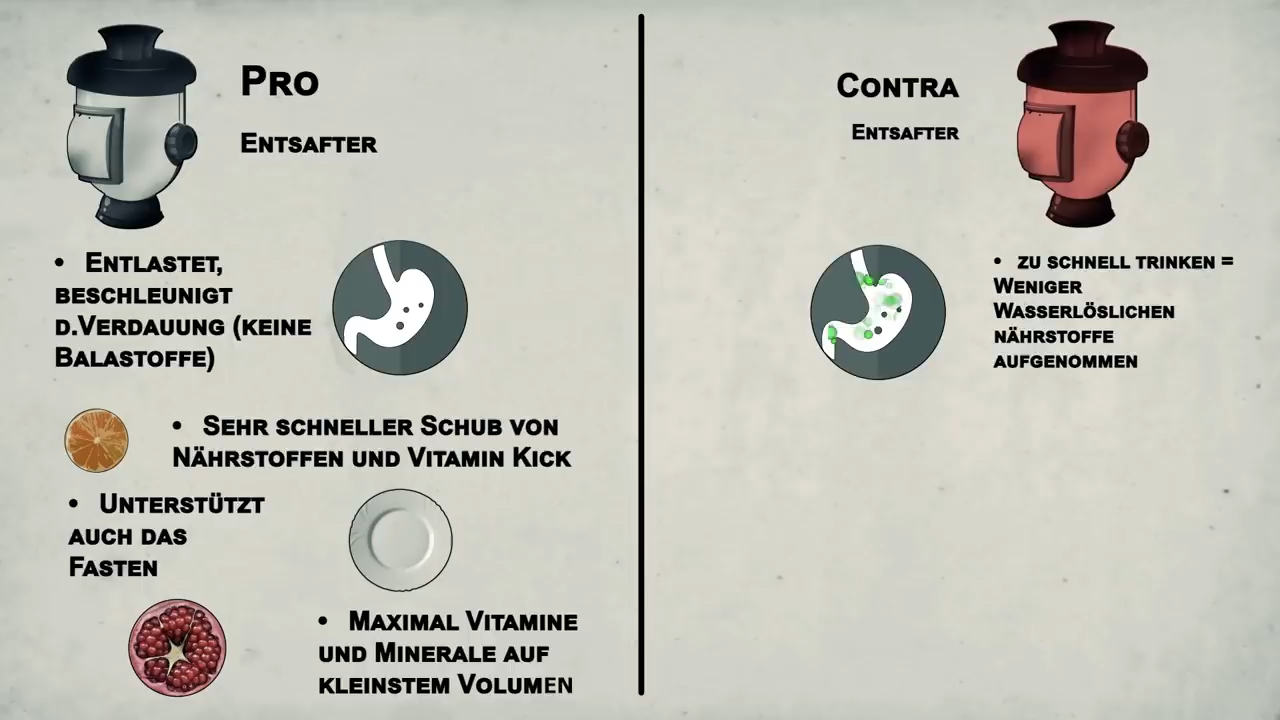 Pro
Entsafter
• Entlastet,
beschleunigt
d.Verdauung (keine
Balastoffe)
• Sehr schneller Schub von
Nährstoffen und Vitamin Kick
• Unterstützt
auch das
Fasten
• Maximal Vitamine
und Minerale auf
kleinstem Volumen
Contra
Entsafter
• zu schnell trinken =
Weniger
Wasserlöslichen
nährstoffe
aufgenommen